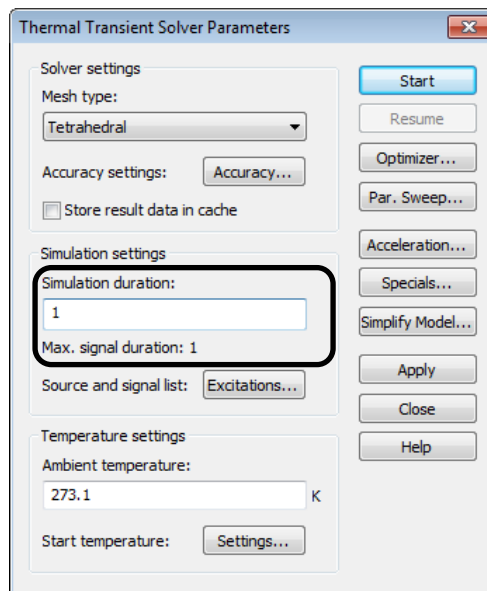 Thermal Transient Solver Parameters
Solver settings
Mesh type:
Tetrahedral
Accuracy settings: Accuracy...
Store result data in cache
Simulation settings
Simulation duration:
1
Max. signal duration: 1
Source and signal list: Excitations...
Temperature settings
Ambient temperature:
273.1 K
Start temperature: Settings...
Start
Resume
Optimizer...
Par. Sweep...
Acceleration...
Specials...
Simplify Model...
Apply
Close
Help